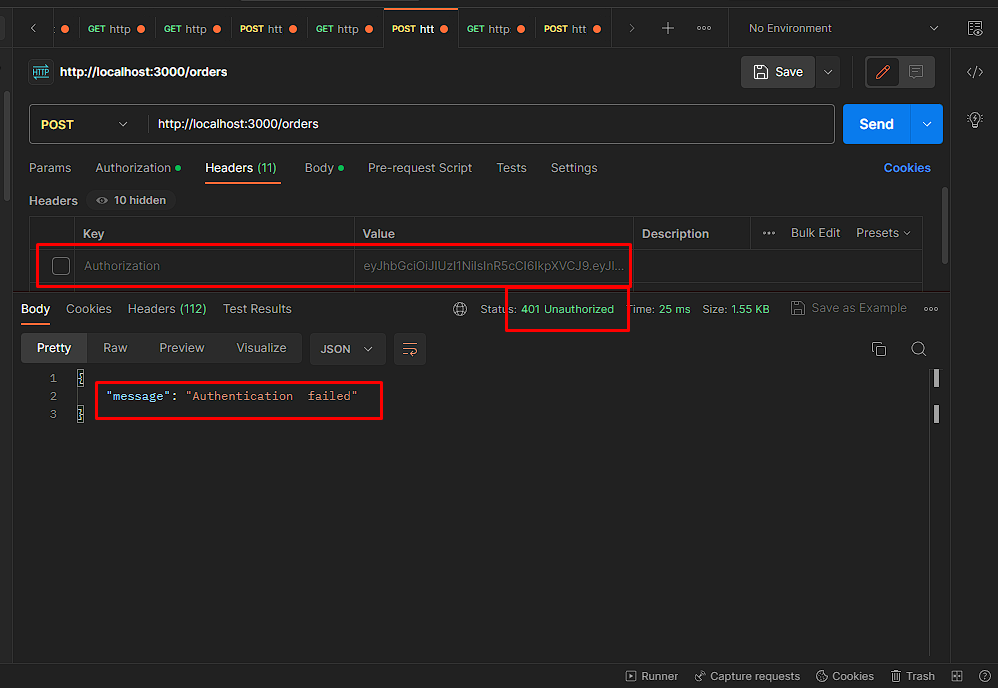 GET http GET http POST htt GET http POST htt GET http POST htt No Environment
HTTP http://localhost:3000/orders Save
POST http://localhost:3000/orders Send
Params Authorization Headers (11) Body Pre-request Script Tests Settings Cookies
Headers 10 hidden
Key Value Description Bulk Edit Presets
Authorization eyJhbGciOiJIUzI1NiIsInR5cCI6IkpXVCJ9.eyJl...
Body Cookies Headers (112) Test Results Status: 401 Unauthorized Time: 25 ms Size: 1.55 KB Save as Example
Pretty Raw Preview Visualize JSON
1 {
2 "message": "Authentication  failed"
3 }
Runner Capture requests Cookies Trash